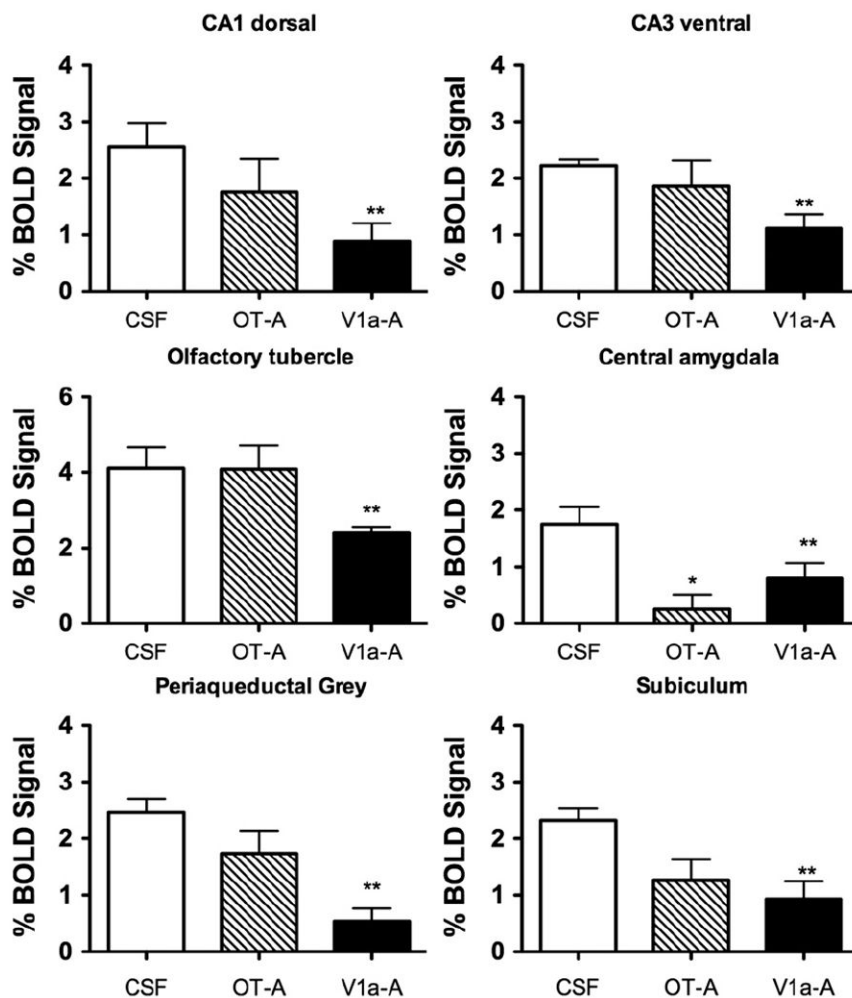 CA1 dorsal
% BOLD Signal
4
3
2
1
0
**
CSF OT-A V1a-A
CA3 ventral
% BOLD Signal
4
3
2
1
0
**
CSF OT-A V1a-A
Olfactory tubercle
% BOLD Signal
6
4
2
0
**
CSF OT-A V1a-A
Central amygdala
% BOLD Signal
4
3
2
1
0
*
**
CSF OT-A V1a-A
Periaqueductal Grey
% BOLD Signal
4
3
2
1
0
**
CSF OT-A V1a-A
Subiculum
% BOLD Signal
4
3
2
1
0
**
CSF OT-A V1a-A